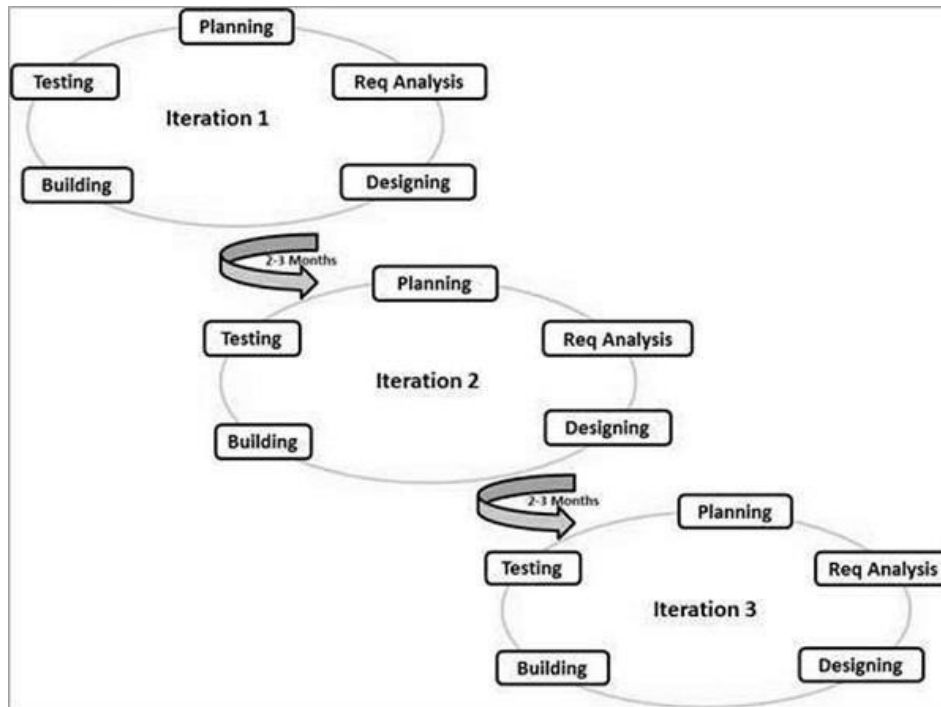 Planning
Testing
Req Analysis
Iteration 1
Building
Designing
2-3 Months
Planning
Testing
Req Analysis
Iteration 2
Building
Designing
2-3 Months
Planning
Testing
Req Analysis
Iteration 3
Building
Designing